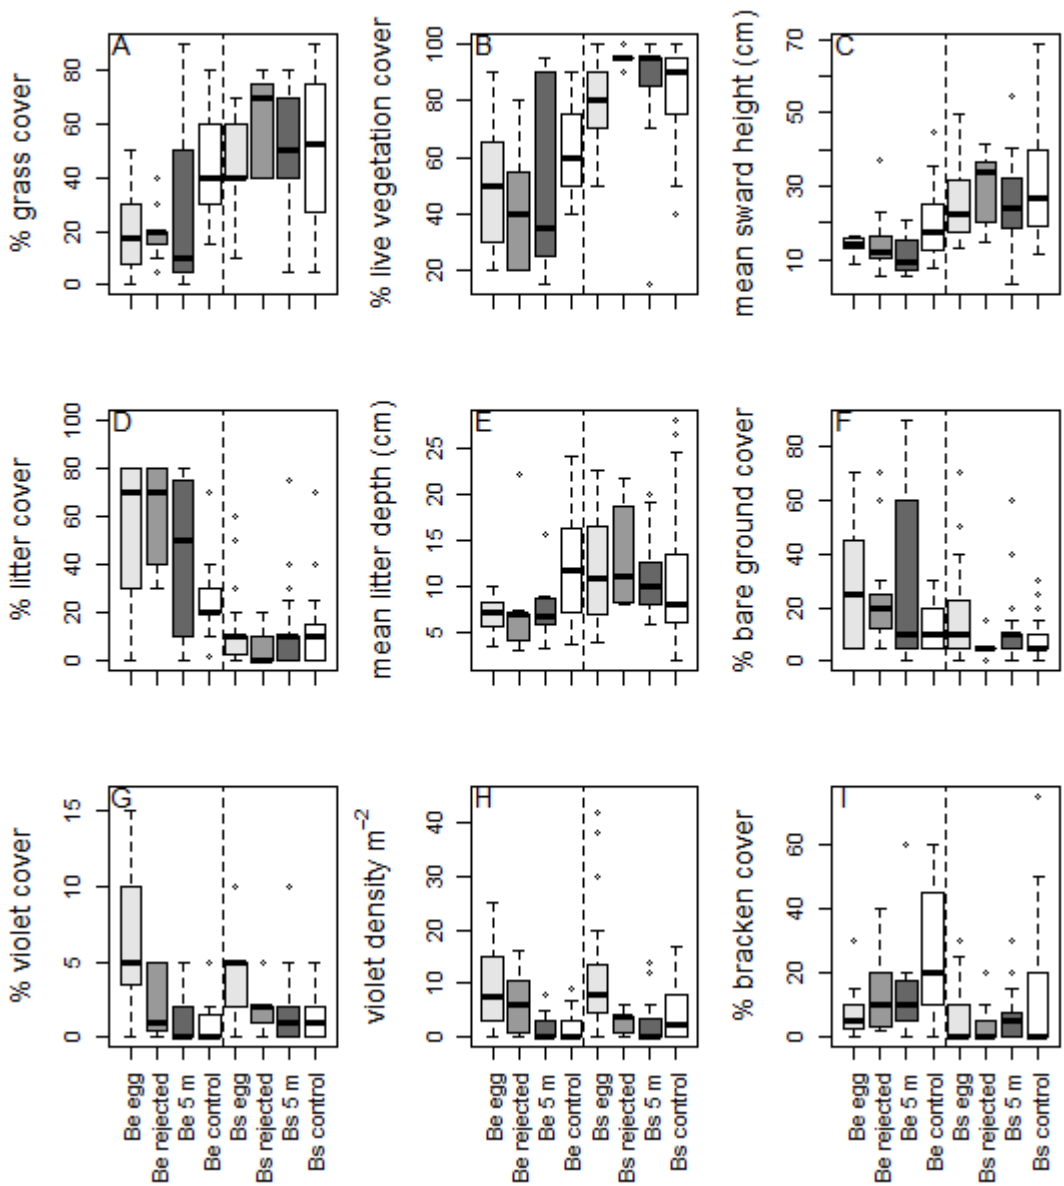 A
B
C
% grass cover
0 20 40 60 80
% live vegetation cover
20 40 60 80 100
mean sward height (cm)
10 30 50 70
D
E
F
% litter cover
0 20 40 60 80 100
mean litter depth (cm)
5 10 15 20 25
% bare ground cover
0 20 40 60 80
G
H
I
% violet cover
0 5 10 15
violet density m−2
0 10 20 30 40
% bracken cover
0 20 40 60
Be egg
Be rejected
Be 5 m
Be control
Bs egg
Bs rejected
Bs 5 m
Bs control
Be egg
Be rejected
Be 5 m
Be control
Bs egg
Bs rejected
Bs 5 m
Bs control
Be egg
Be rejected
Be 5 m
Be control
Bs egg
Bs rejected
Bs 5 m
Bs control